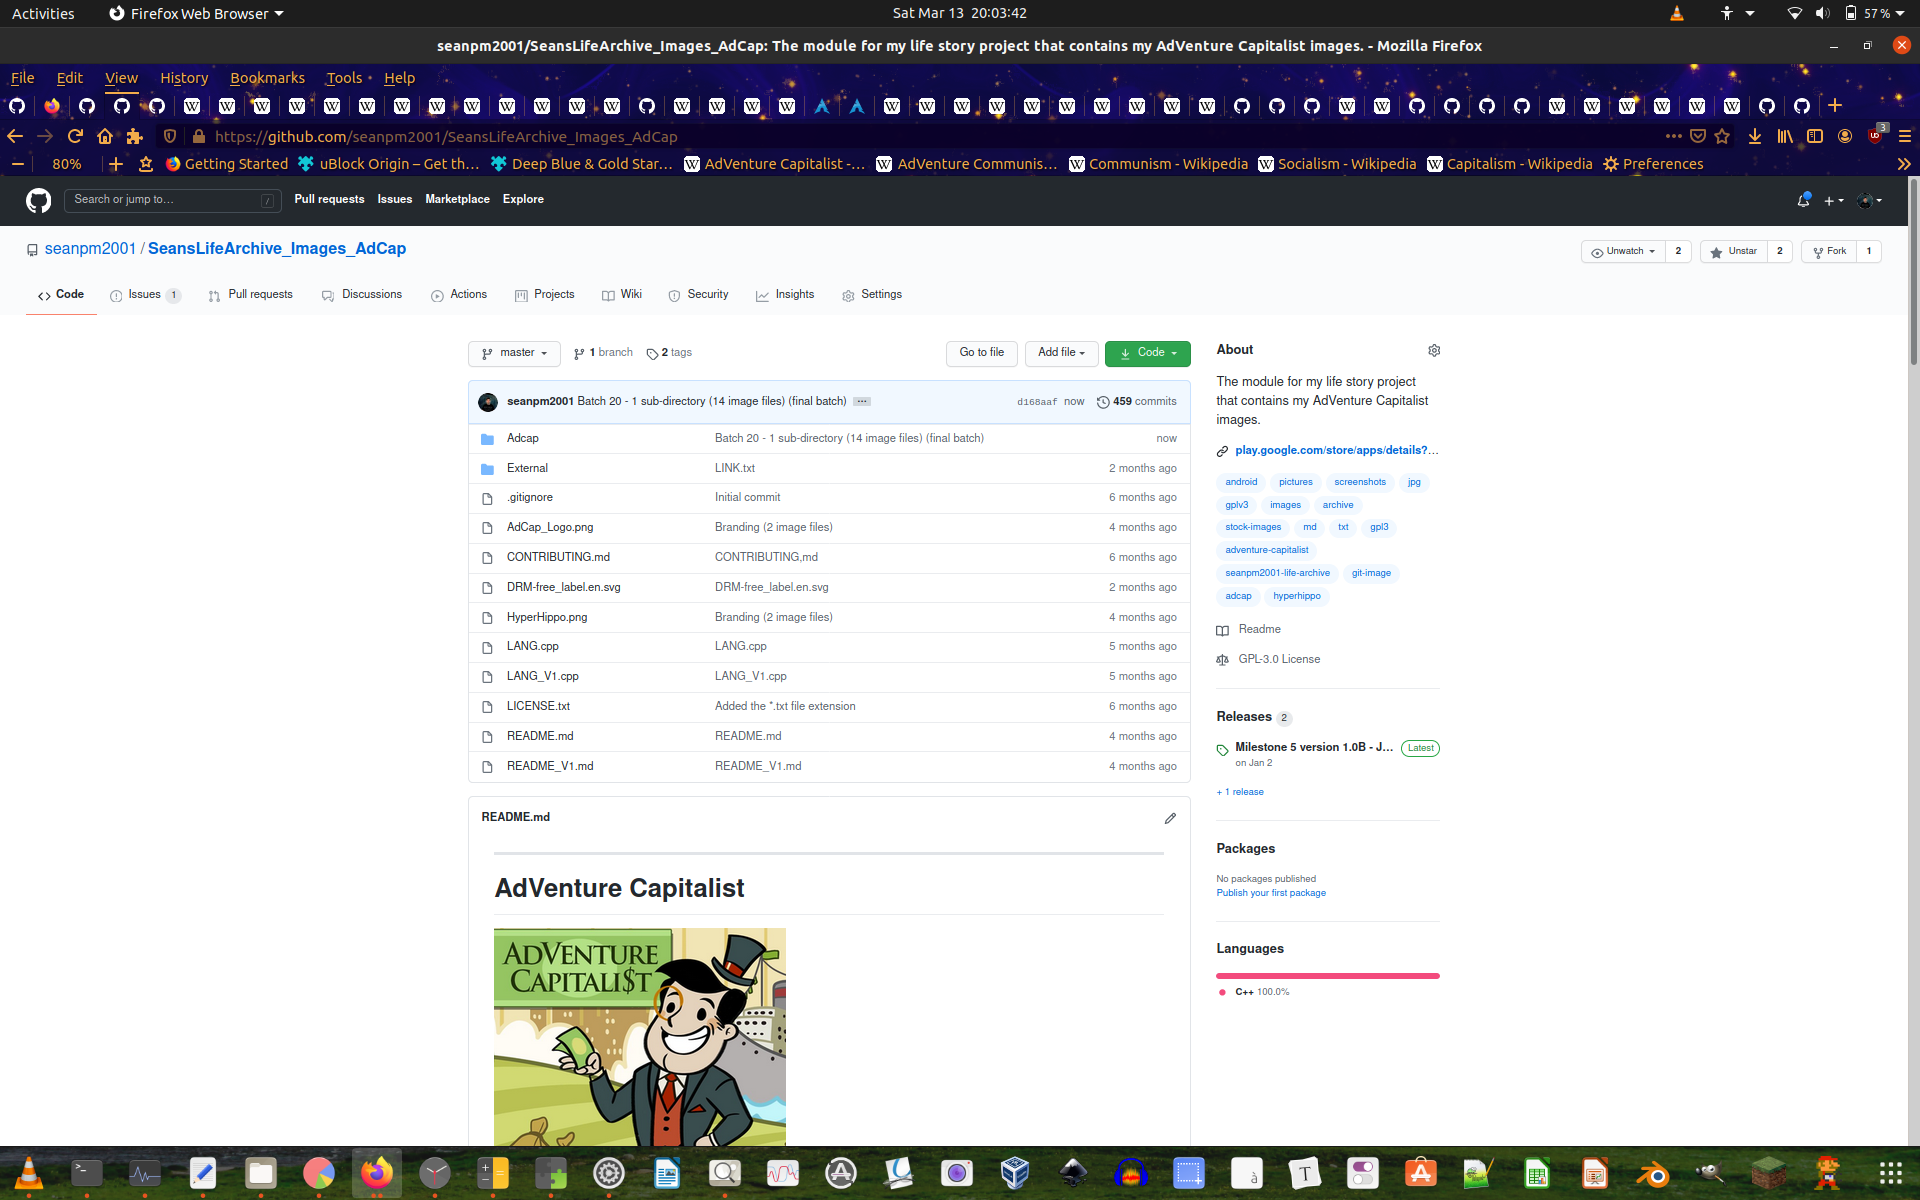 Activities
Firefox Web Browser
Sat Mar 13 20:03:42
57 %
seanpm2001/SeansLifeArchive_Images_AdCap: The module for my life story project that contains my AdVenture Capitalist images. - Mozilla Firefox
File Edit View History Bookmarks Tools Help
https://github.com/seanpm2001/SeansLifeArchive_Images_AdCap
3
80%
Getting Started
uBlock Origin – Get th…
Deep Blue & Gold Star…
AdVenture Capitalist -…
AdVenture Communis…
Communism - Wikipedia
Socialism - Wikipedia
Capitalism - Wikipedia
Preferences
Search or jump to…
/
Pull requests Issues Marketplace Explore
seanpm2001 / SeansLifeArchive_Images_AdCap
Unwatch 2
Unstar 2
Fork 1
Code
Issues 1
Pull requests
Discussions
Actions
Projects
Wiki
Security
Insights
Settings
master
1 branch
2 tags
Go to file
Add file
Code
seanpm2001 Batch 20 - 1 sub-directory (14 image files) (final batch) ···
d168aaf now
459 commits
Adcap Batch 20 - 1 sub-directory (14 image files) (final batch) now
External LINK.txt 2 months ago
.gitignore Initial commit 6 months ago
AdCap_Logo.png Branding (2 image files) 4 months ago
CONTRIBUTING.md CONTRIBUTING,md 6 months ago
DRM-free_label.en.svg DRM-free_label.en.svg 2 months ago
HyperHippo.png Branding (2 image files) 4 months ago
LANG.cpp LANG.cpp 5 months ago
LANG_V1.cpp LANG_V1.cpp 5 months ago
LICENSE.txt Added the *.txt file extension 6 months ago
README.md README.md 4 months ago
README_V1.md README_V1.md 4 months ago
README.md
AdVenture Capitalist
ADVENTURE
CAPITALI$T
About
The module for my life story project
that contains my AdVenture Capitalist
images.
play.google.com/store/apps/details?…
android pictures screenshots jpg
gplv3 images archive
stock-images md txt gpl3
adventure-capitalist
seanpm2001-life-archive git-image
adcap hyperhippo
Readme
GPL-3.0 License
Releases 2
Milestone 5 version 1.0B - J… Latest
on Jan 2
+ 1 release
Packages
No packages published
Publish your first package
Languages
C++ 100.0%